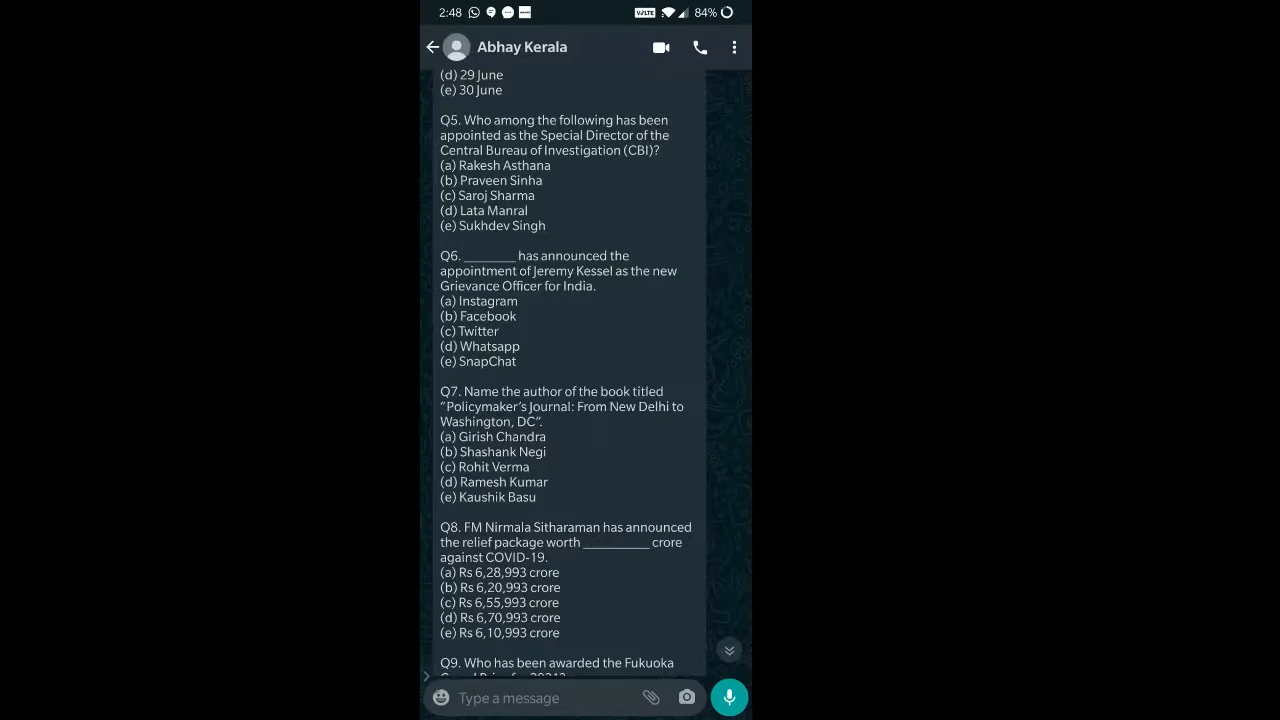 2:48
VoLTE
84%
Abhay Kerala
(d) 29 June
(e) 30 June
Q5. Who among the following has been
appointed as the Special Director of the
Central Bureau of Investigation (CBI)?
(a) Rakesh Asthana
(b) Praveen Sinha
(c) Saroj Sharma
(d) Lata Manral
(e) Sukhdev Singh
Q6. ________ has announced the
appointment of Jeremy Kessel as the new
Grievance Officer for India.
(a) Instagram
(b) Facebook
(c) Twitter
(d) Whatsapp
(e) SnapChat
Q7. Name the author of the book titled
“Policymaker’s Journal: From New Delhi to
Washington, DC”.
(a) Girish Chandra
(b) Shashank Negi
(c) Rohit Verma
(d) Ramesh Kumar
(e) Kaushik Basu
Q8. FM Nirmala Sitharaman has announced
the relief package worth __________ crore
against COVID-19.
(a) Rs 6,28,993 crore
(b) Rs 6,20,993 crore
(c) Rs 6,55,993 crore
(d) Rs 6,70,993 crore
(e) Rs 6,10,993 crore
Q9. Who has been awarded the Fukuoka
Type a message